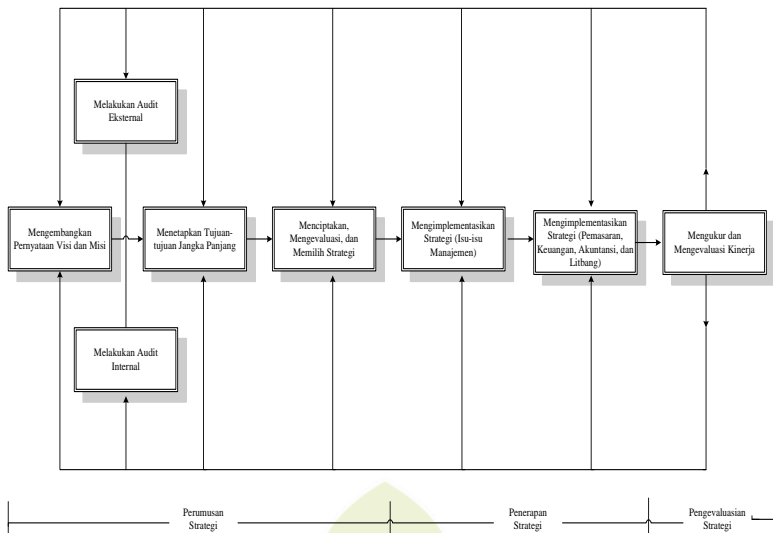 Melakukan Audit
Eksternal
Mengembangkan
Pernyataan Visi dan Misi
Menetapkan Tujuan-
tujuan Jangka Panjang
Menciptakan,
Mengevaluasi, dan
Memilih Strategi
Mengimplementasikan
Strategi (Isu-isu
Manajemen)
Mengimplementasikan
Strategi (Pemasaran,
Keuangan, Akuntansi, dan
Litbang)
Mengukur dan
Mengevaluasi Kinerja
Melakukan Audit
Internal
Perumusan
Strategi
Penerapan
Strategi
Pengevaluasian
Strategi